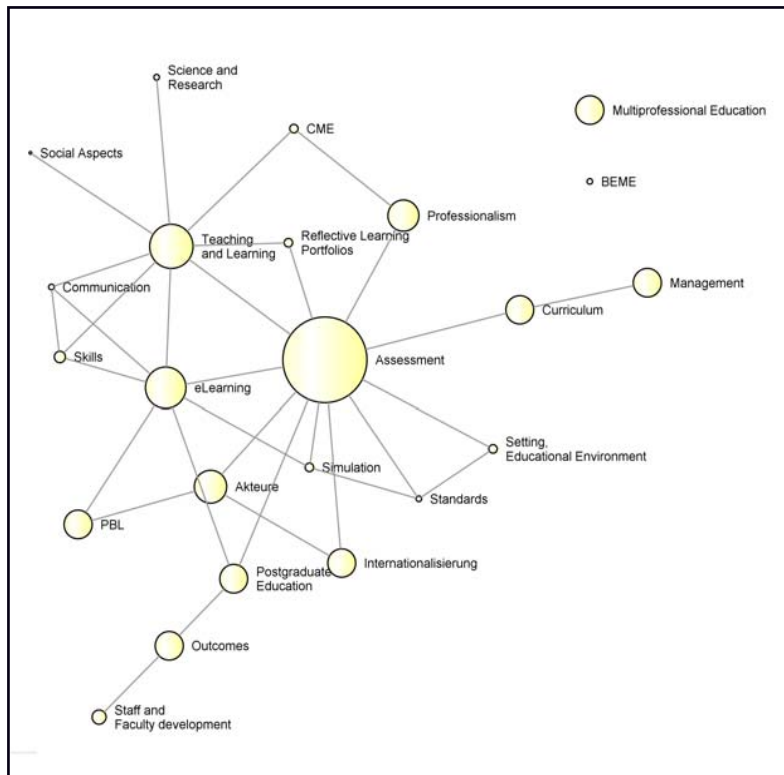 Science and
Research
CME
Multiprofessional Education
Social Aspects
BEME
Professionalism
Teaching
and Learning
Reflective Learning
Portfolios
Communication
Management
Curriculum
Skills
Assessment
eLearning
Setting,
Educational Environment
Simulation
Akteure
Standards
PBL
Internationalisierung
Postgraduate
Education
Outcomes
Staff and
Faculty development